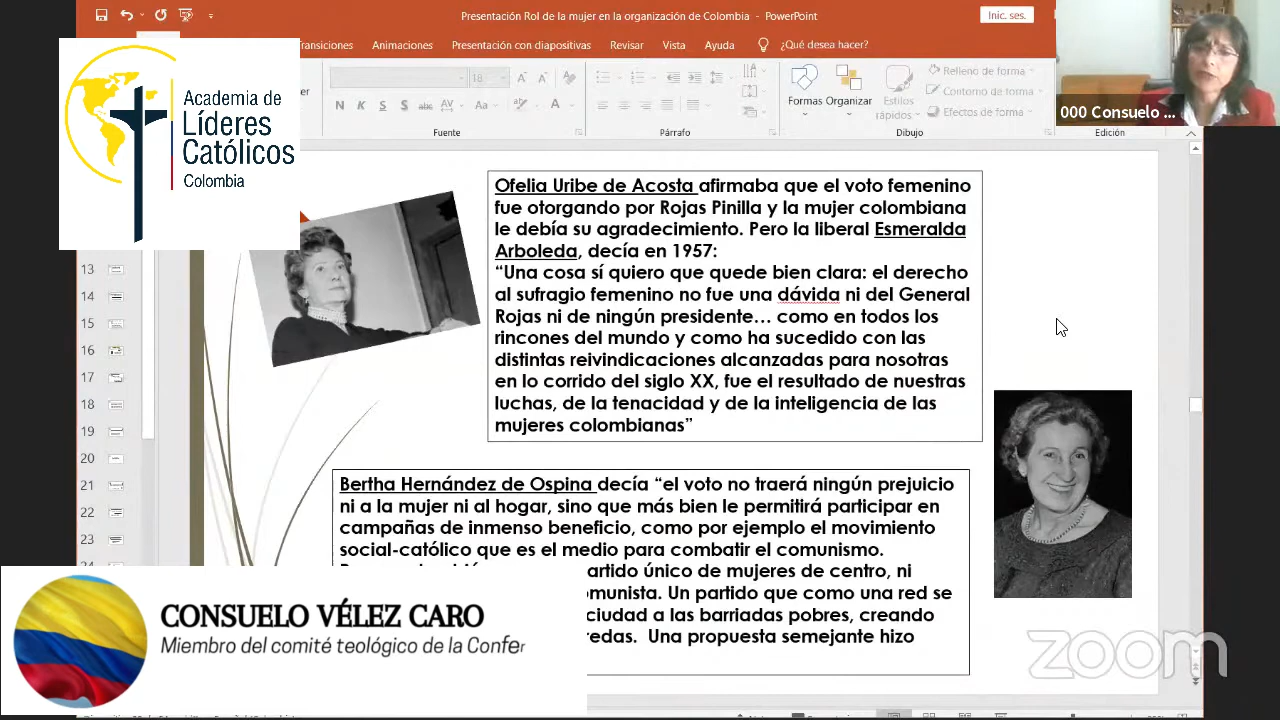 Presentación Rol de la mujer en la organización de Colombia - PowerPoint
Inic. ses.
Transiciones Animaciones Presentación con diapositivas Revisar Vista Ayuda ¿Qué desea hacer?
18
N K S S abc AV Aa A
Formas Organizar Estilos rápidos
Relleno de forma
Contorno de forma
Efectos de forma
Fuente Párrafo Dibujo Edición
000 Consuelo ...
Academia de
Líderes
Católicos
Colombia
13
14
15
16
17
18
19
20
21
22
23
Ofelia Uribe de Acosta afirmaba que el voto femenino
fue otorgando por Rojas Pinilla y la mujer colombiana
le debía su agradecimiento. Pero la liberal Esmeralda
Arboleda, decía en 1957:
“Una cosa sí quiero que quede bien clara: el derecho
al sufragio femenino no fue una dávida ni del General
Rojas ni de ningún presidente… como en todos los
rincones del mundo y como ha sucedido con las
distintas reivindicaciones alcanzadas para nosotras
en lo corrido del siglo XX, fue el resultado de nuestras
luchas, de la tenacidad y de la inteligencia de las
mujeres colombianas”
Bertha Hernández de Ospina decía “el voto no traerá ningún prejuicio
ni a la mujer ni al hogar, sino que más bien le permitirá participar en
campañas de inmenso beneficio, como por ejemplo el movimiento
social-católico que es el medio para combatir el comunismo.
artido único de mujeres de centro, ni
omunista. Un partido que como una red se
ciudad a las barriadas pobres, creando
redas. Una propuesta semejante hizo
CONSUELO VÉLEZ CARO
Miembro del comité teológico de la Confer
zoom